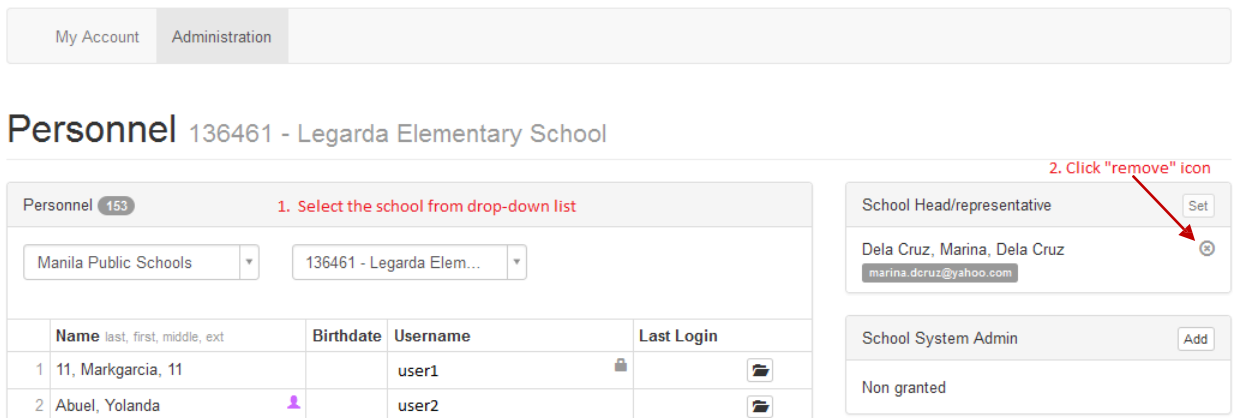 My Account Administration
Personnel 136461 - Legarda Elementary School
2. Click "remove" icon
Personnel 153 1. Select the school from drop-down list
Manila Public Schools 136461 - Legarda Elem...
Name last, first, middle, ext Birthdate Username Last Login
1 11, Markgarcia, 11 user1
2 Abuel, Yolanda user2
School Head/representative Set
Dela Cruz, Marina, Dela Cruz
marina.dcruz@yahoo.com
School System Admin Add
Non granted